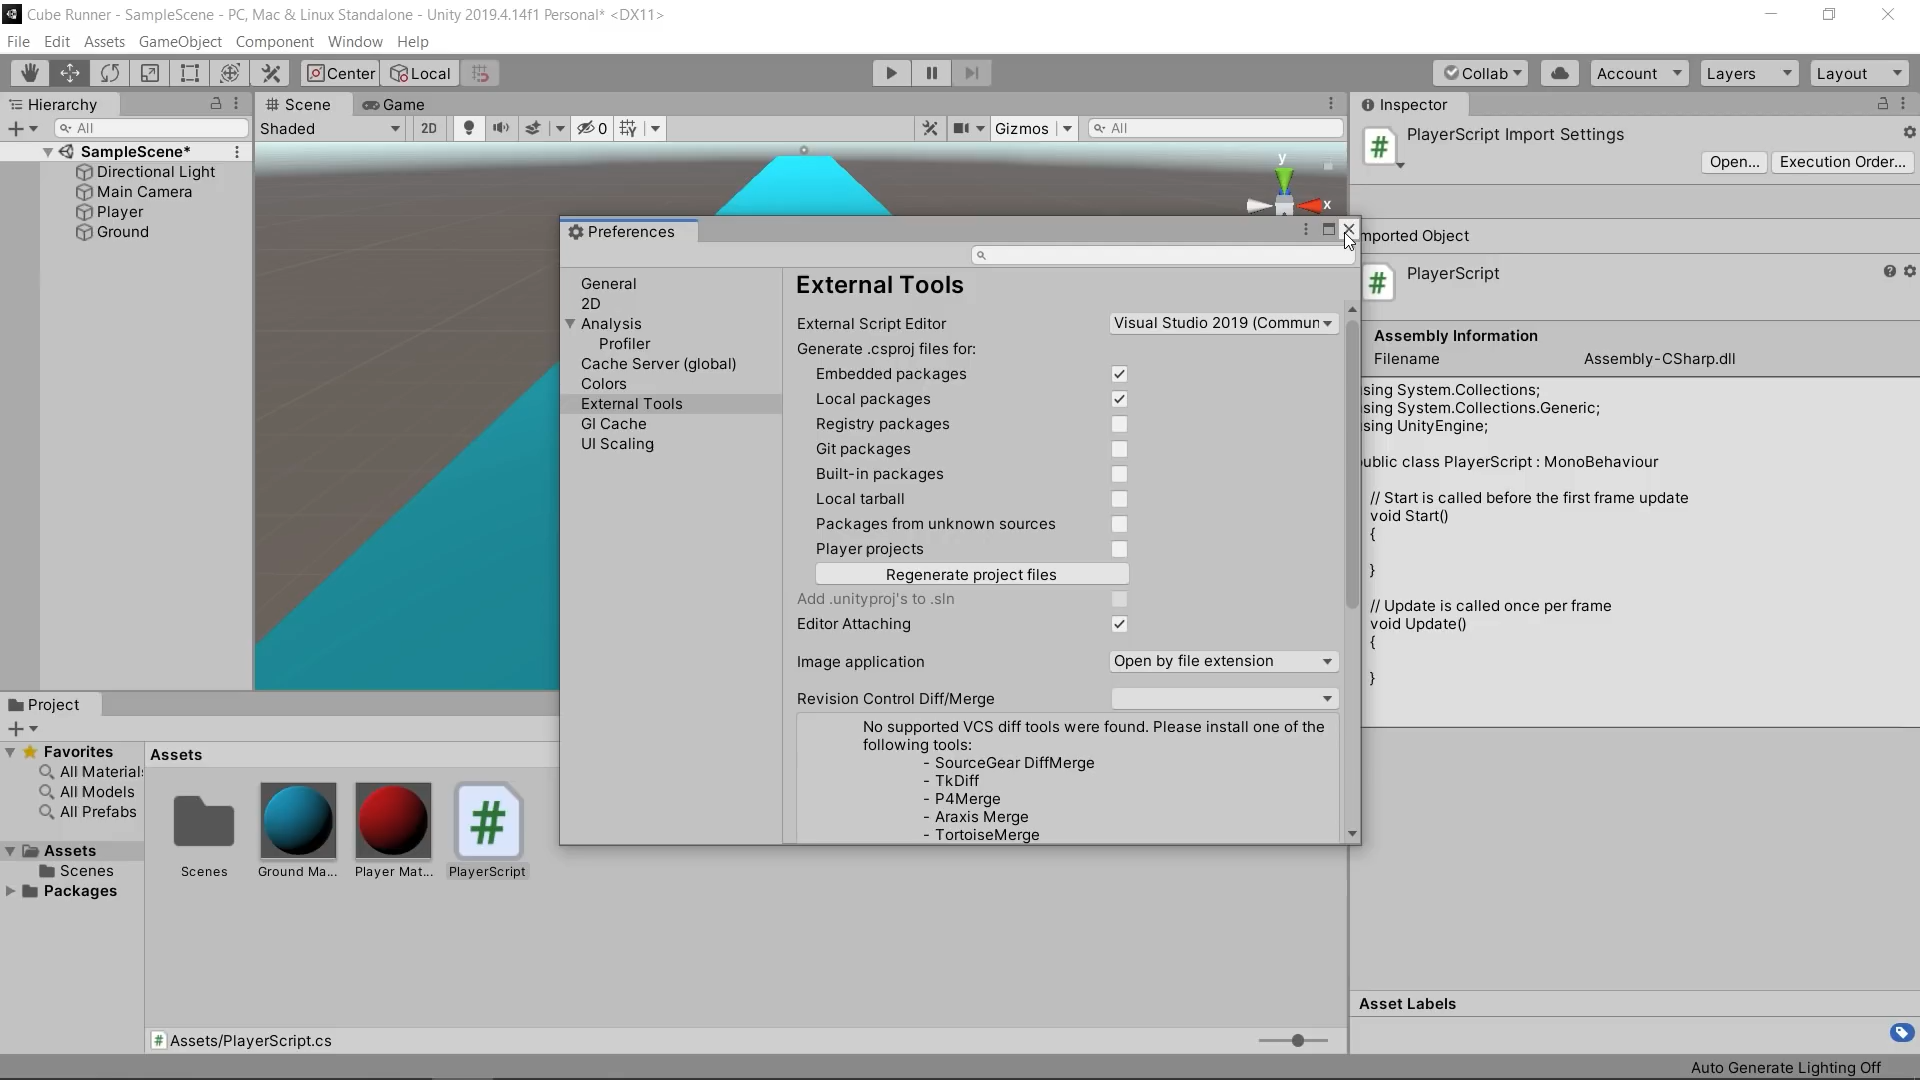 Cube Runner - SampleScene - PC, Mac & Linux Standalone - Unity 2019.4.14f1 Personal* <DX11>
File Edit Assets GameObject Component Window Help
Center Local Collab Account Layers Layout
Hierarchy
All
SampleScene*
Directional Light
Main Camera
Player
Ground
Scene Game
Shaded 2D 0 Gizmos All
y
x
Preferences
General
2D
Analysis
Profiler
Cache Server (global)
Colors
External Tools
GI Cache
UI Scaling
External Tools
External Script Editor Visual Studio 2019 (Commun
Generate .csproj files for:
Embedded packages
Local packages
Registry packages
Git packages
Built-in packages
Local tarball
Packages from unknown sources
Player projects
Regenerate project files
Add .unityproj's to .sln
Editor Attaching
Image application Open by file extension
Revision Control Diff/Merge
No supported VCS diff tools were found. Please install one of the
following tools:
- SourceGear DiffMerge
- TkDiff
- P4Merge
- Araxis Merge
- TortoiseMerge
Inspector
PlayerScript Import Settings
Open... Execution Order...
mported Object
PlayerScript
Assembly Information
Filename Assembly-CSharp.dll
sing System.Collections;
sing System.Collections.Generic;
sing UnityEngine;
ublic class PlayerScript : MonoBehaviour
// Start is called before the first frame update
void Start()
{
}
// Update is called once per frame
void Update()
{
}
Asset Labels
Project
Favorites
All Materials
All Models
All Prefabs
Assets
Scenes
Packages
Assets
Scenes
Ground Ma...
Player Mat...
PlayerScript
Assets/PlayerScript.cs
Auto Generate Lighting Off